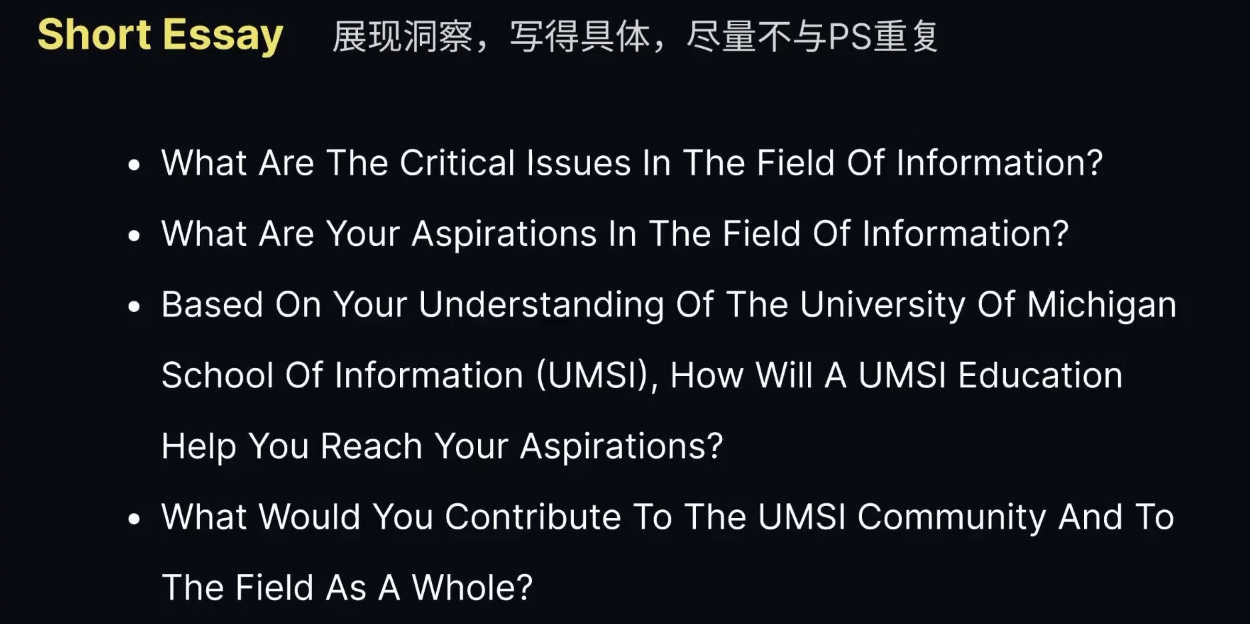 Short Essay 展现洞察，写得具体，尽量不与PS重复
• What Are The Critical Issues In The Field Of Information?
• What Are Your Aspirations In The Field Of Information?
• Based On Your Understanding Of The University Of Michigan
School Of Information (UMSI), How Will A UMSI Education
Help You Reach Your Aspirations?
• What Would You Contribute To The UMSI Community And To
The Field As A Whole?